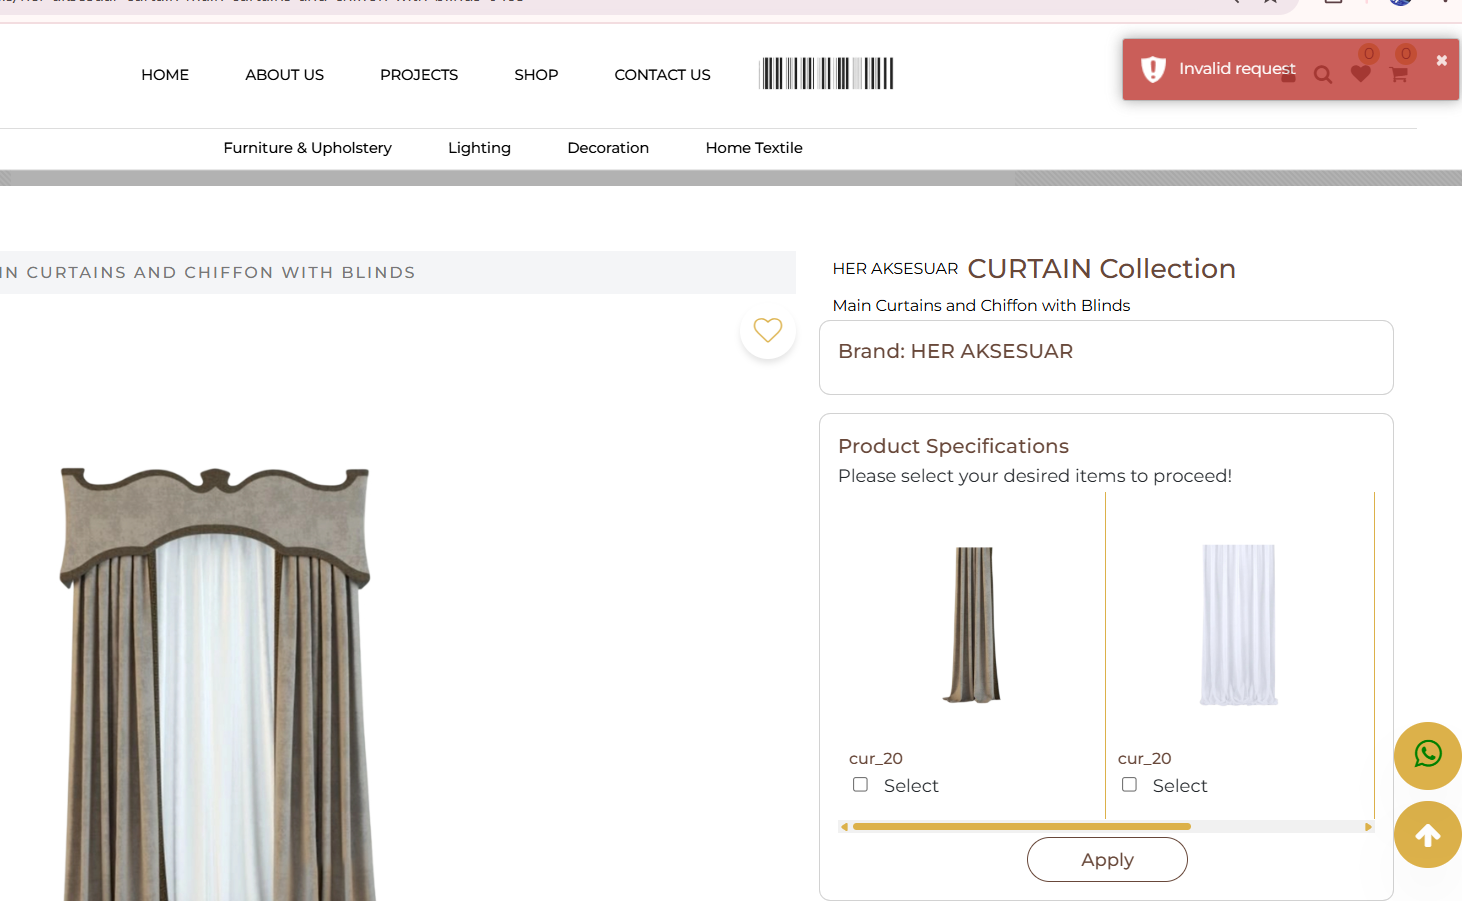 HOME ABOUT US PROJECTS SHOP CONTACT US
Invalid request
0 0
Furniture & Upholstery Lighting Decoration Home Textile
IN CURTAINS AND CHIFFON WITH BLINDS
HER AKSESUAR CURTAIN Collection
Main Curtains and Chiffon with Blinds
Brand: HER AKSESUAR
Product Specifications
Please select your desired items to proceed!
cur_20 cur_20
Select Select
Apply